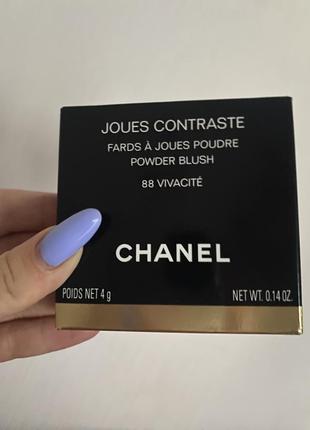 JOUES CONTRASTE
FARDS À JOUES POUDRE
POWDER BLUSH
88 VIVACITÉ
CHANEL
POIDS NET 4 g
NET WT. 0.14 OZ.